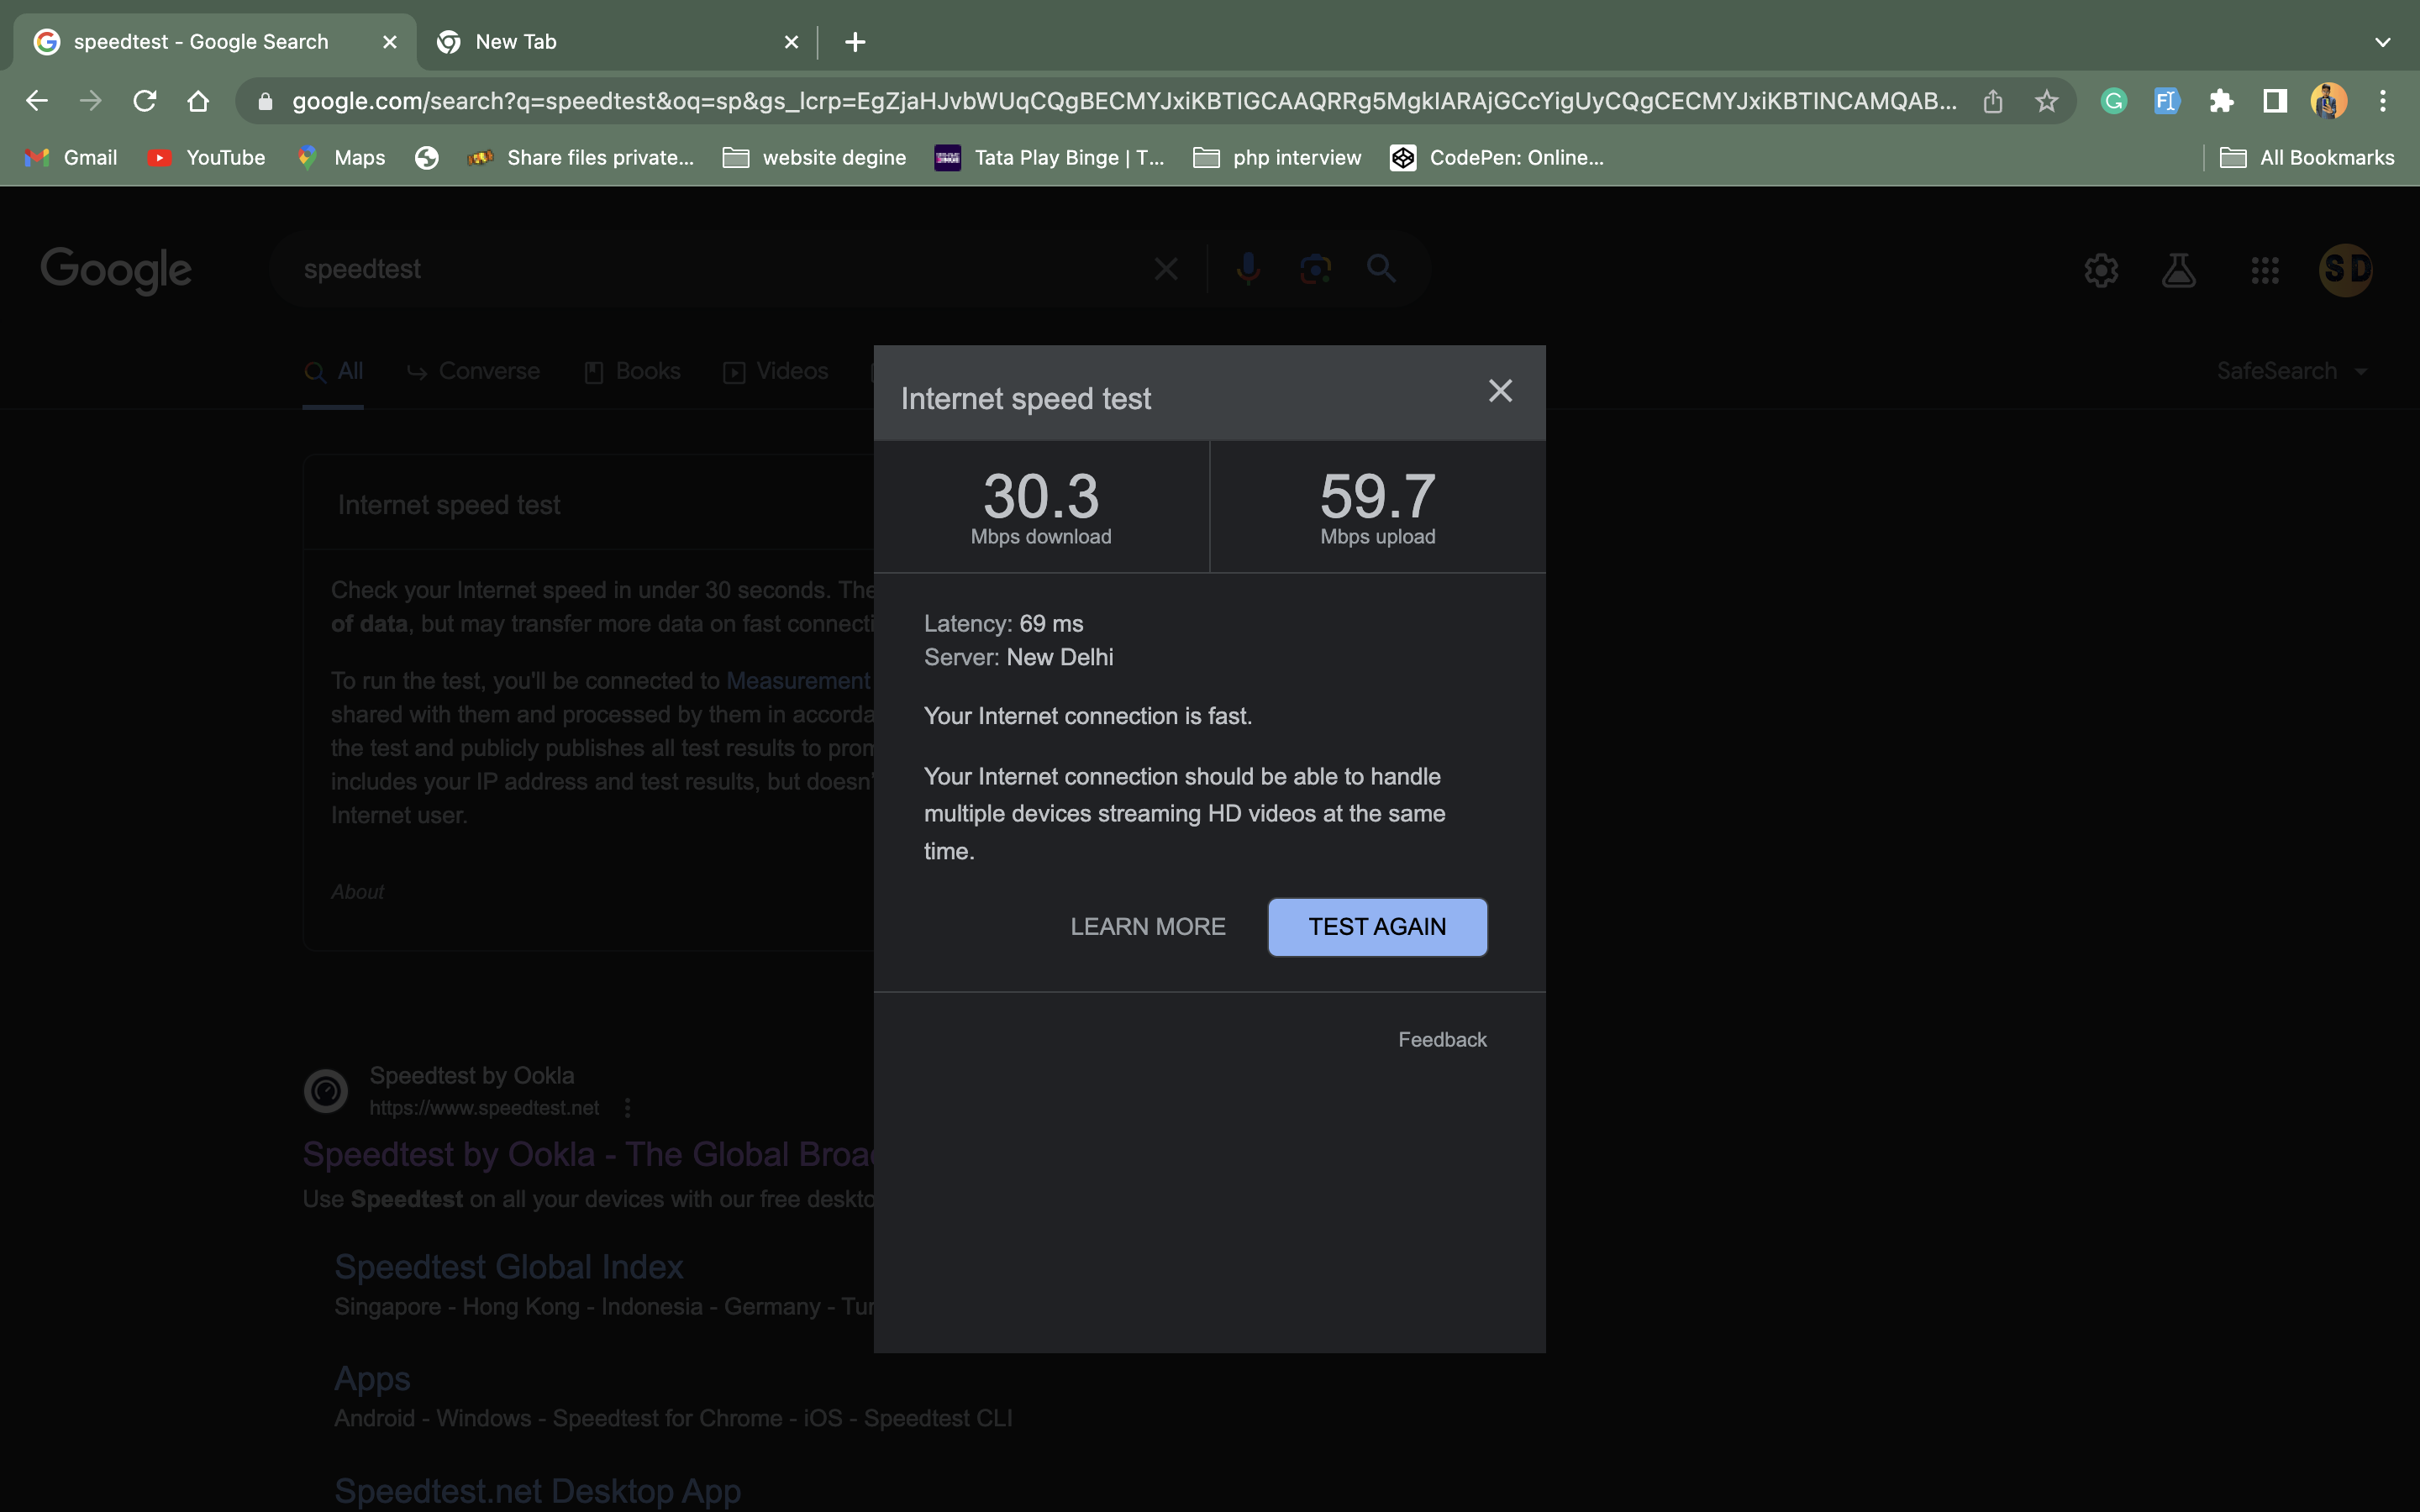 speedtest - Google Search
New Tab
google.com/search?q=speedtest&oq=sp&gs_lcrp=EgZjaHJvbWUqCQgBECMYJxiKBTIGCAAQRRg5MgkIARAjGCcYigUyCQgCECMYJxiKBTINCAMQAB...
Gmail
YouTube
Maps
Share files private...
website degine
Tata Play Binge | T...
php interview
CodePen: Online...
All Bookmarks
Google
speedtest
SD
All
Converse
Books
Videos
SafeSearch
Internet speed test
Check your Internet speed in under 30 seconds. The
of data, but may transfer more data on fast connecti
To run the test, you'll be connected to Measurement
shared with them and processed by them in accorda
the test and publicly publishes all test results to pron
includes your IP address and test results, but doesn'
Internet user.
About
Internet speed test
30.3
Mbps download
59.7
Mbps upload
Latency: 69 ms
Server: New Delhi
Your Internet connection is fast.
Your Internet connection should be able to handle
multiple devices streaming HD videos at the same
time.
LEARN MORE
TEST AGAIN
Feedback
Speedtest by Ookla
https://www.speedtest.net
Speedtest by Ookla - The Global Broa
Use Speedtest on all your devices with our free deskto
Speedtest Global Index
Singapore - Hong Kong - Indonesia - Germany - Tur
Apps
Android - Windows - Speedtest for Chrome - iOS - Speedtest CLI
Speedtest.net Desktop App